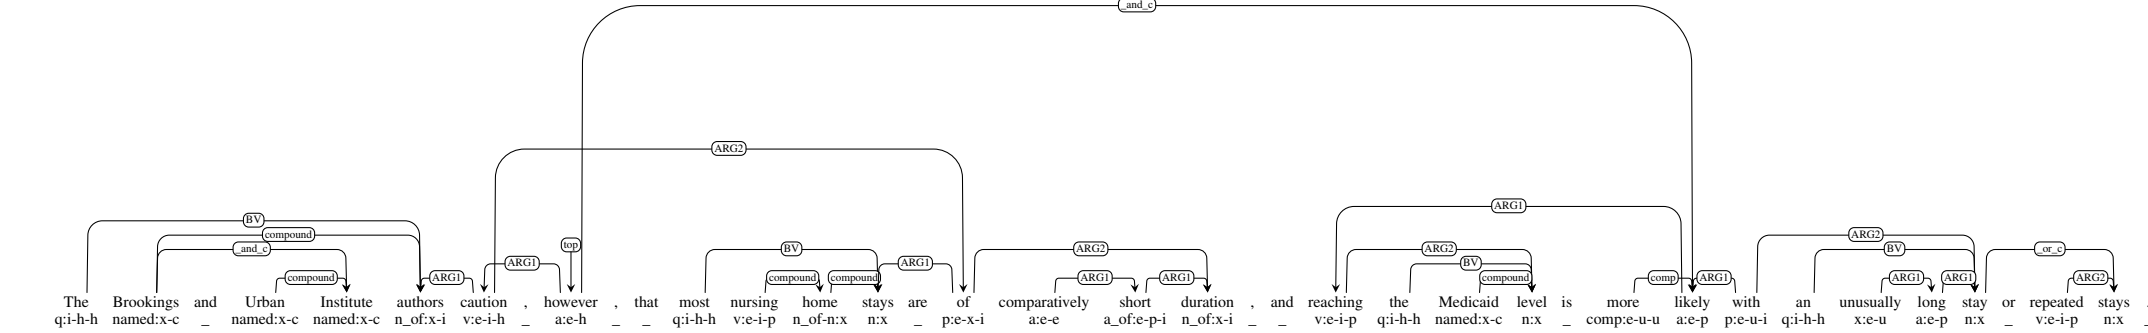 _and_c
ARG2
ARG1
BV
compound
_and_c
top
BV
ARG2
ARG2
ARG2
BV
_or_c
ARG1
ARG1
BV
compound
ARG1
compound
compound
ARG1
ARG1
compound
comp
ARG1
ARG1
ARG1
ARG2
The Brookings and Urban Institute authors caution , however , that most nursing home stays are of comparatively short duration , and reaching the Medicaid level is more likely with an unusually long stay or repeated stays .
q:i-h-h named:x-c _ named:x-c named:x-c n_of:x-i v:e-i-h _ a:e-h _ _ q:i-h-h v:e-i-p n_of-n:x n:x _ p:e-x-i a:e-e a_of:e-p-i n_of:x-i _ _ v:e-i-p q:i-h-h named:x-c n:x _ comp:e-u-u a:e-p p:e-u-i q:i-h-h x:e-u a:e-p n:x _ v:e-i-p n:x _